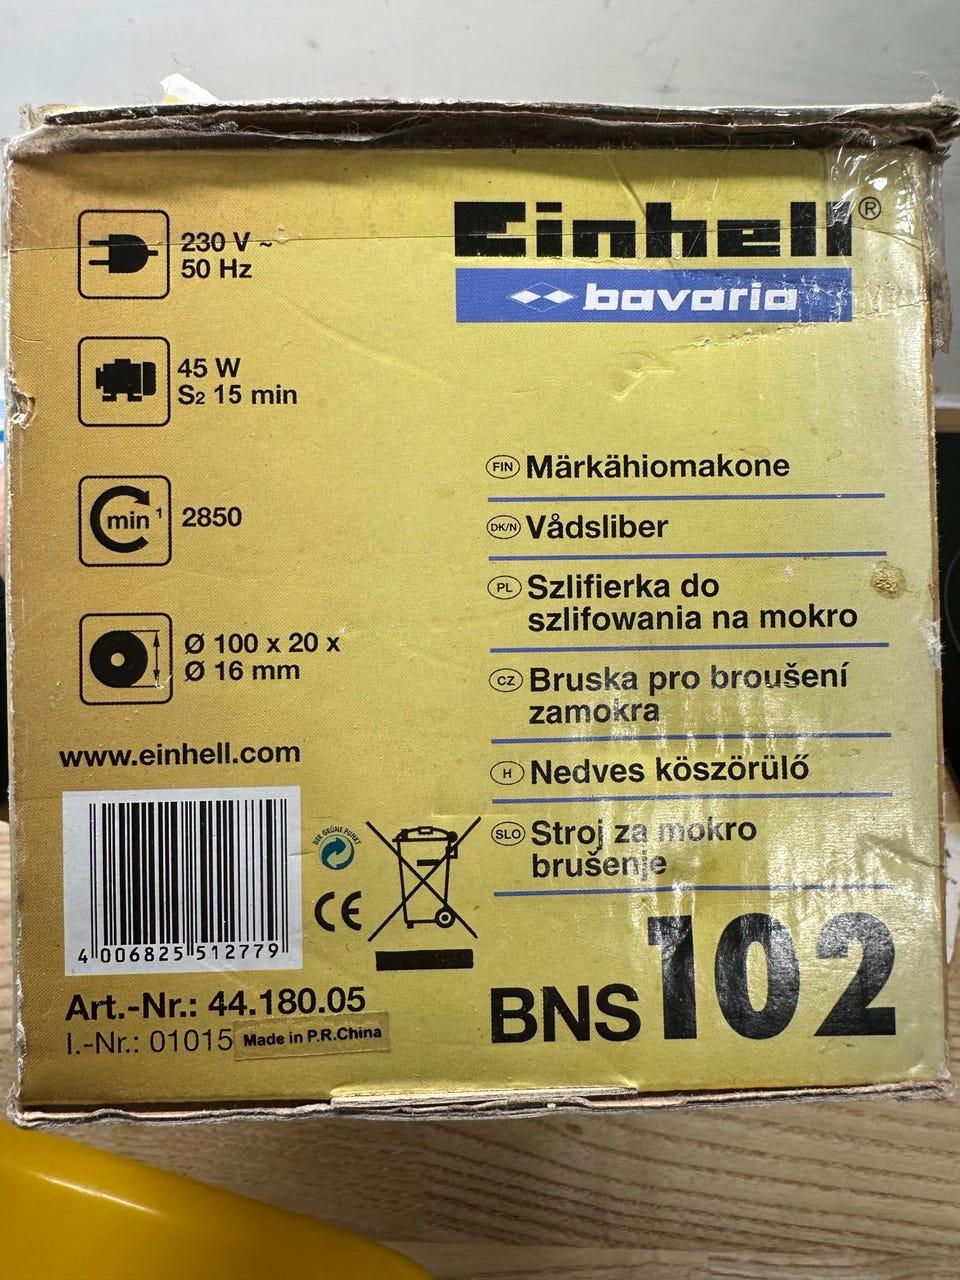 Einhell®
bavaria
230 V ~
50 Hz
45 W
S2 15 min
min-1 2850
Ø 100 x 20 x
Ø 16 mm
www.einhell.com
FIN Märkähiomakone
DK/N Vådsliber
PL Szlifierka do
szlifowania na mokro
CZ Bruska pro broušení
zamokra
H Nedves köszörülő
SLO Stroj za mokro
brušenje
DER GRÜNE PUNKT
CE
4 006825 512779
Art.-Nr.: 44.180.05
I.-Nr.: 01015
Made in P.R.China
BNS 102